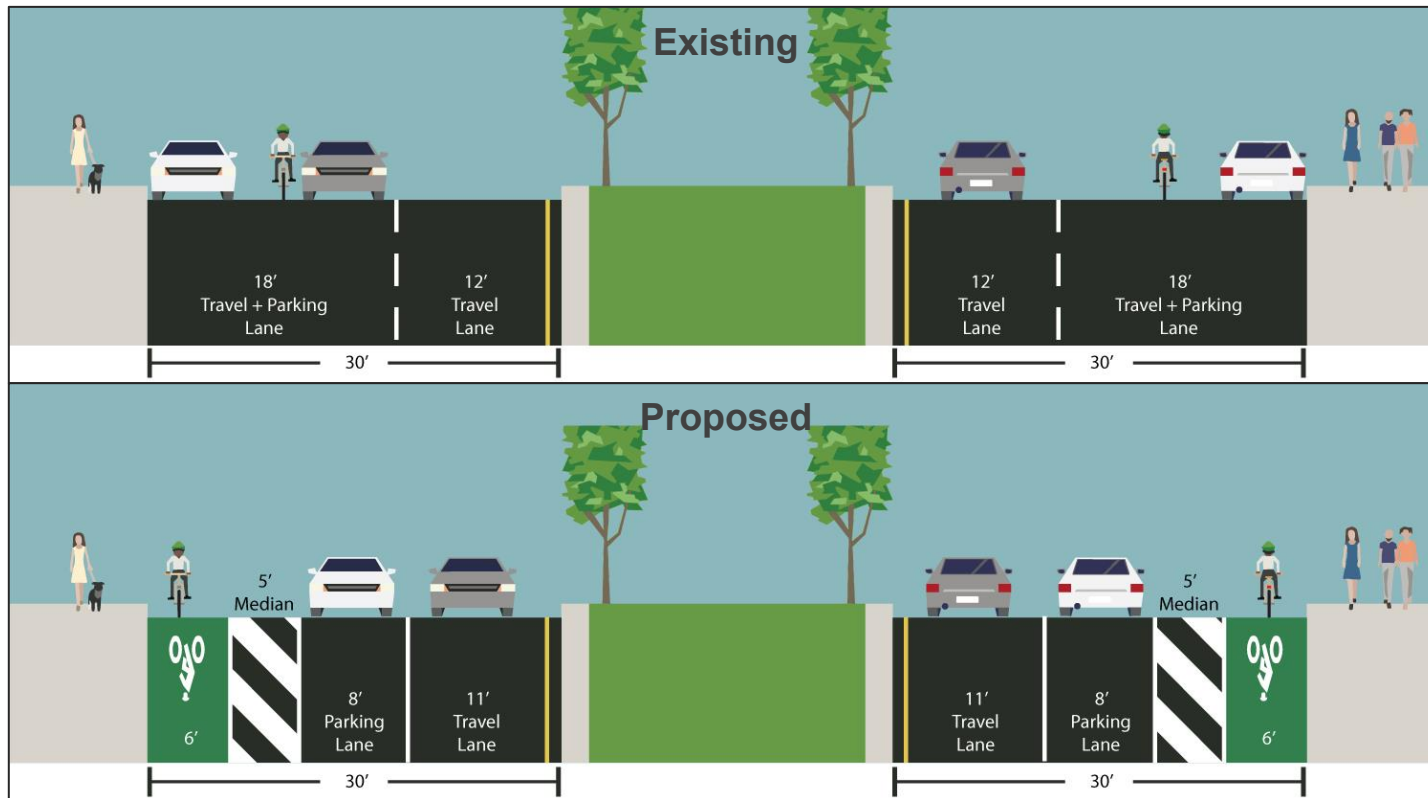 Existing
18’
Travel + Parking
Lane
12’
Travel
Lane
12’
Travel
Lane
18’
Travel + Parking
Lane
30’
30’
Proposed
5’
Median
5’
Median
6’
8’
Parking
Lane
11’
Travel
Lane
11’
Travel
Lane
8’
Parking
Lane
6’
30’
30’